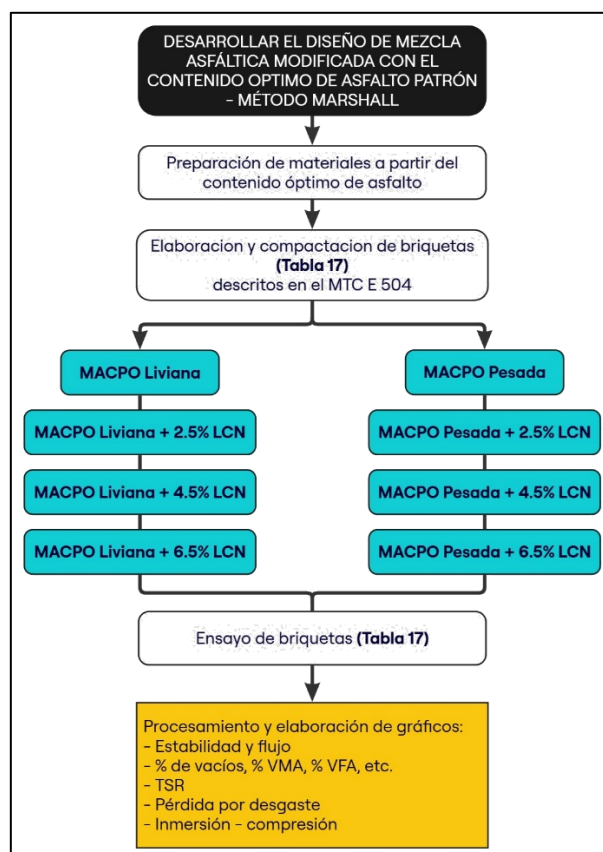 DESARROLLAR EL DISEÑO DE MEZCLA
ASFÁLTICA MODIFICADA CON EL
CONTENIDO OPTIMO DE ASFALTO PATRÓN
- MÉTODO MARSHALL
Preparación de materiales a partir del
contenido óptimo de asfalto
Elaboracion y compactacion de briquetas
(Tabla 17)
descritos en el MTC E 504
MACPO Liviana
MACPO Liviana + 2.5% LCN
MACPO Liviana + 4.5% LCN
MACPO Liviana + 6.5% LCN
MACPO Pesada
MACPO Pesada + 2.5% LCN
MACPO Pesada + 4.5% LCN
MACPO Pesada + 6.5% LCN
Ensayo de briquetas (Tabla 17)
Procesamiento y elaboración de gráficos:
- Estabilidad y flujo
- % de vacíos, % VMA, % VFA, etc.
- TSR
- Pérdida por desgaste
- Inmersión - compresión